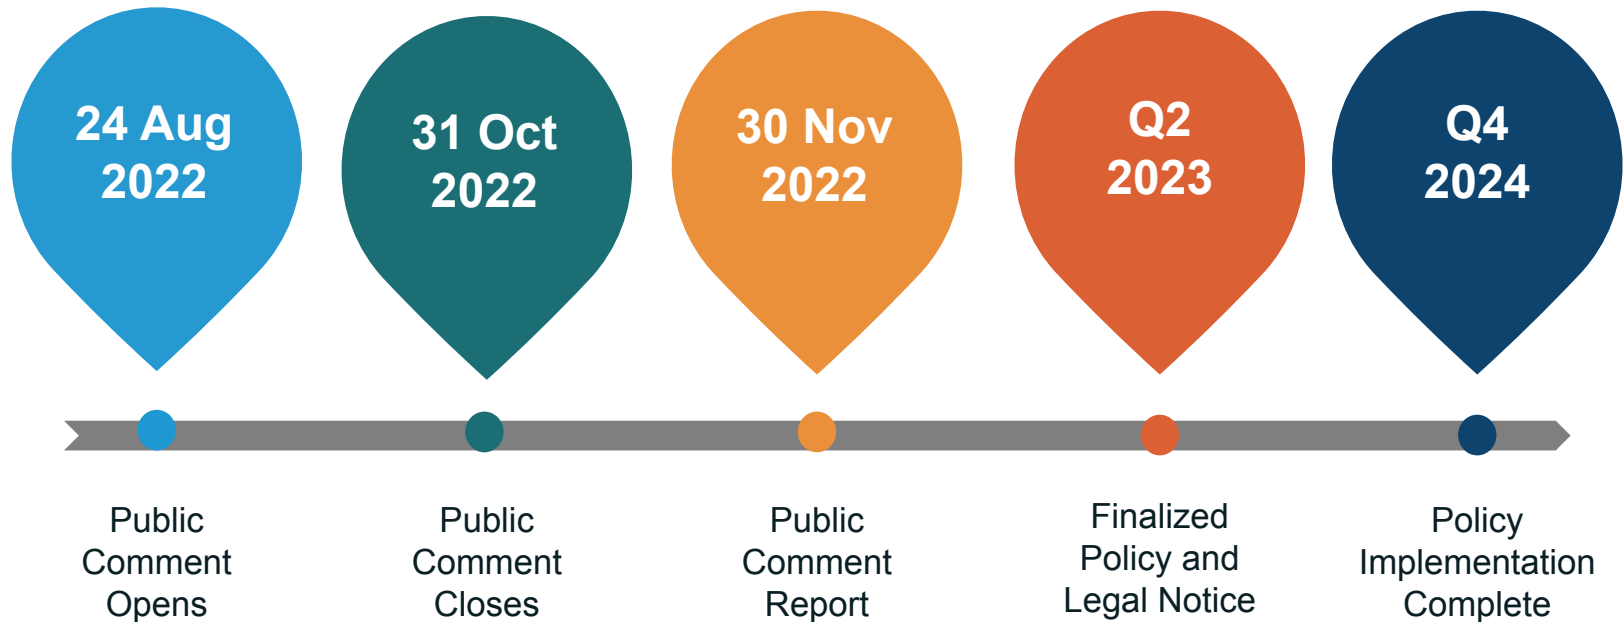 24 Aug
2022
31 Oct
2022
30 Nov
2022
Q2
2023
Q4
2024
Public
Comment
Opens
Public
Comment
Closes
Public
Comment
Report
Finalized
Policy and
Legal Notice
Policy
Implementation
Complete